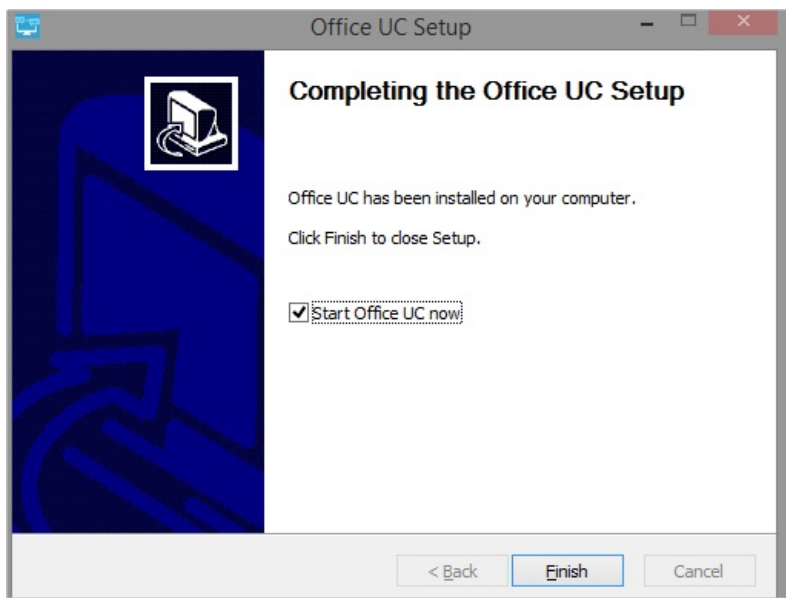 Office UC Setup
Completing the Office UC Setup
Office UC has been installed on your computer.
Click Finish to close Setup.
Start Office UC now
< Back
Finish
Cancel